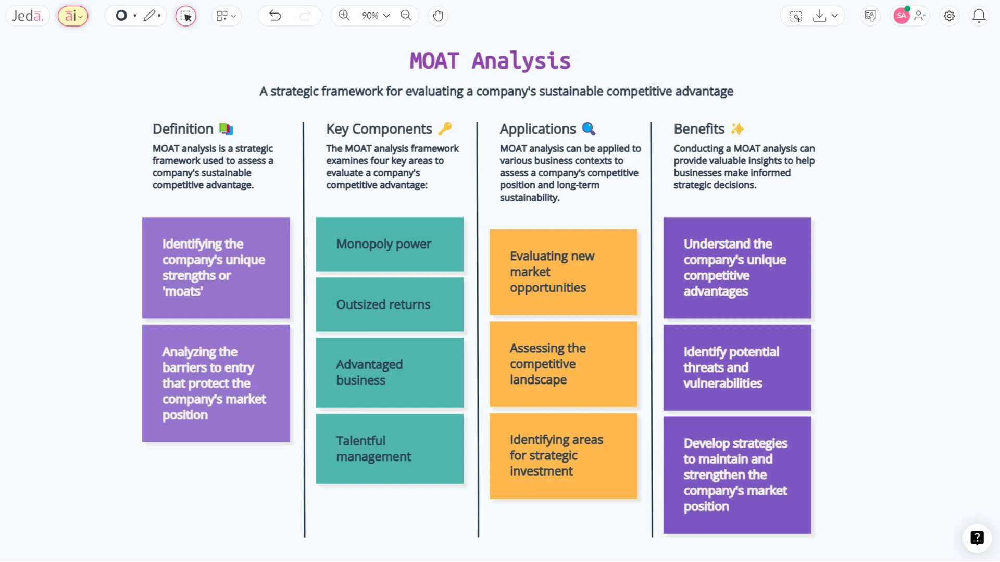 Jedā.
āi
90%
SA
MOAT Analysis
A strategic framework for evaluating a company's sustainable competitive advantage
Definition
MOAT analysis is a strategic
framework used to assess a
company's sustainable
competitive advantage.
Identifying the
company's unique
strengths or
'moats'
Analyzing the
barriers to entry
that protect the
company's market
position
Key Components
The MOAT analysis framework
examines four key areas to
evaluate a company's
competitive advantage:
Monopoly power
Outsized returns
Advantaged
business
Talentful
management
Applications
MOAT analysis can be applied to
various business contexts to
assess a company's competitive
position and long-term
sustainability.
Evaluating new
market
opportunities
Assessing the
competitive
landscape
Identifying areas
for strategic
investment
Benefits
Conducting a MOAT analysis can
provide valuable insights to help
businesses make informed
strategic decisions.
Understand the
company's unique
competitive
advantages
Identify potential
threats and
vulnerabilities
Develop strategies
to maintain and
strengthen the
company's market
position
?